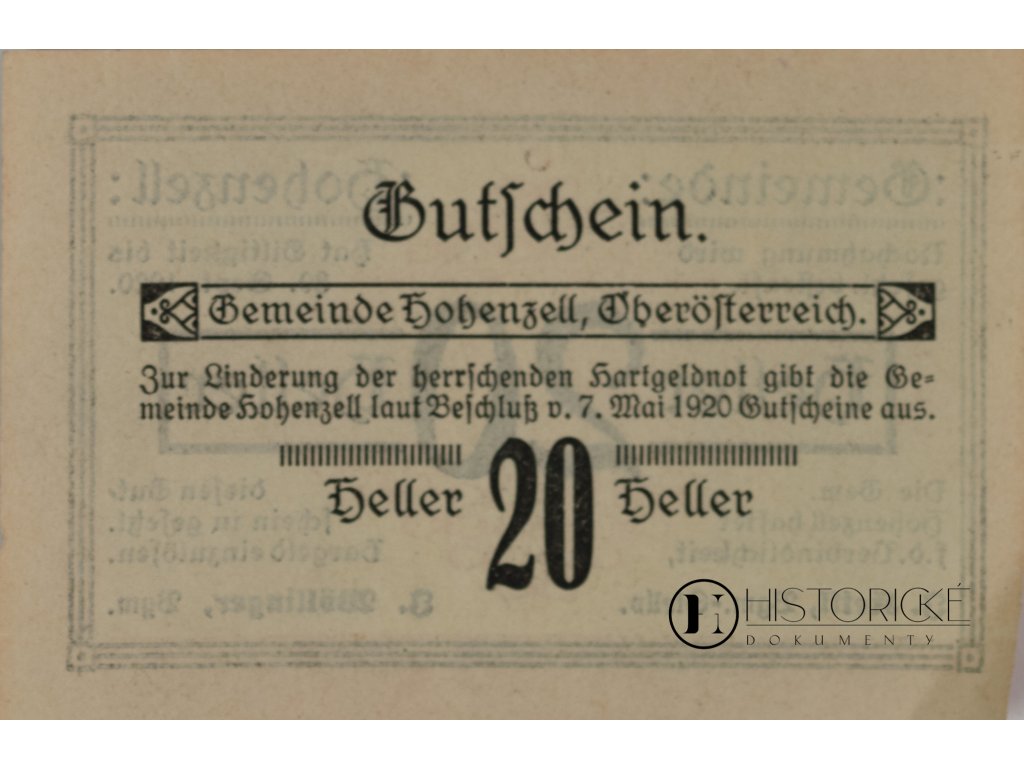 Gutschein.
Gemeinde Hohenzell, Oberösterreich.
Zur Linderung der herrschenden Hartgeldnot gibt die Ge=
meinde Hohenzell laut Beschluß v. 7. Mai 1920 Gutscheine aus.
Heller 20 Heller
HISTORICKÉ
DOKUMENTY